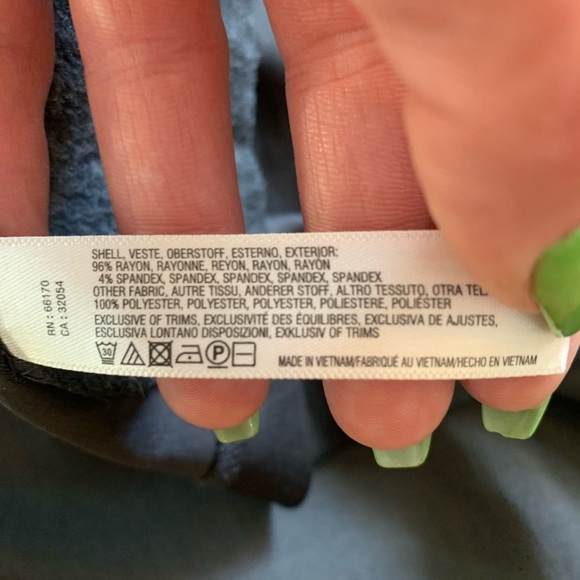 SHELL, VESTE, OBERSTOFF, ESTERNO, EXTERIOR:
96% RAYON, RAYONNE, REYON, RAYON, RAYÓN
4% SPANDEX, SPANDEX, SPANDEX, SPANDEX, SPANDEX
OTHER FABRIC, AUTRE TISSU, ANDERER STOFF, ALTRO TESSUTO, OTRA TEL
100% POLYESTER, POLYESTER, POLYESTER, POLIESTERE, POLIÉSTER
EXCLUSIVE OF TRIMS, EXCLUSIVITÉ DES ÉQUILIBRES, EXCLUSIVA DE AJUSTES,
ESCLUSIVA LONTANO DISPOSIZIONI, EXKLUSIV OF TRIMS
30 P MADE IN VIETNAM/FABRIQUÉ AU VIETNAM/HECHO EN VIETNAM
RN: 66170
CA: 32054